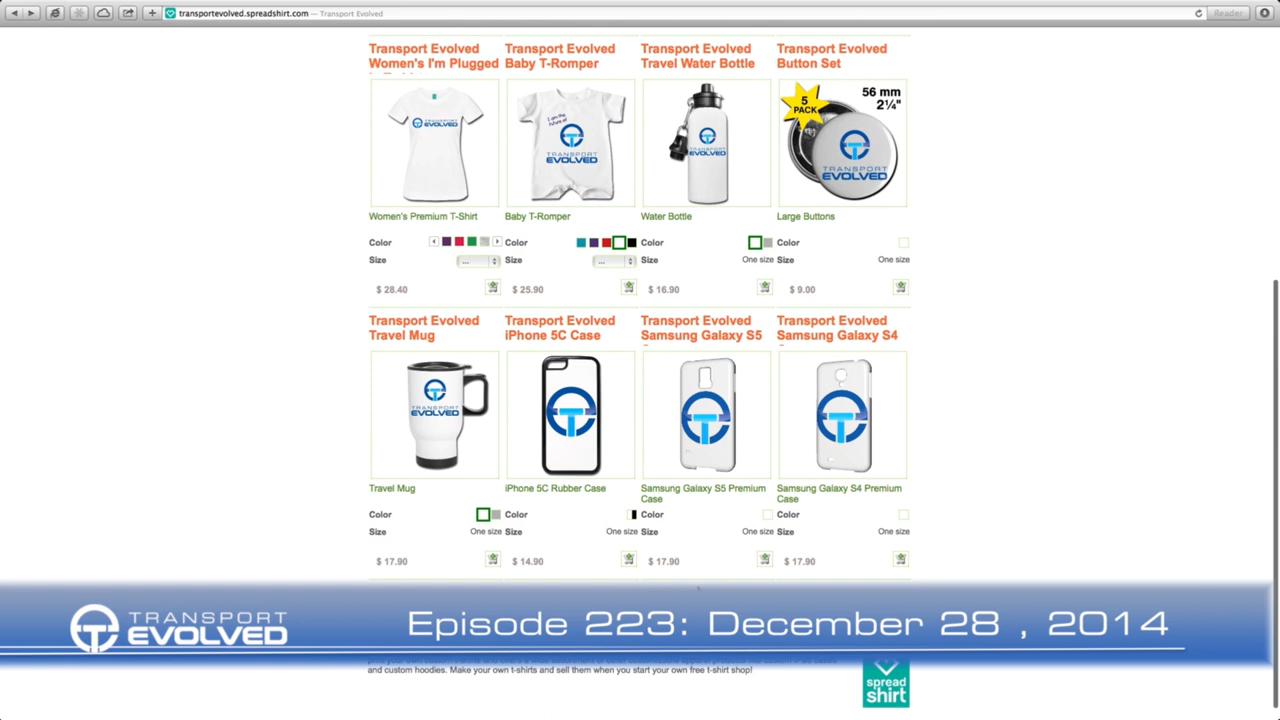 transportevolved.spreadshirt.com — Transport Evolved
Reader
Transport Evolved Women's I'm Plugged
Transport Evolved Baby T-Romper
Transport Evolved Travel Water Bottle
Transport Evolved Button Set
TRANSPORT EVOLVED
I am the future of
TRANSPORT EVOLVED
TRANSPORT EVOLVED
5 PACK
56 mm
2¼"
TRANSPORT EVOLVED
Women's Premium T-Shirt
Baby T-Romper
Water Bottle
Large Buttons
Color
Color
Color
Color
Size ...
Size ...
Size One size
Size One size
$ 28.40
$ 25.90
$ 16.90
$ 9.00
Transport Evolved Travel Mug
Transport Evolved iPhone 5C Case
Transport Evolved Samsung Galaxy S5
Transport Evolved Samsung Galaxy S4
TRANSPORT EVOLVED
Travel Mug
iPhone 5C Rubber Case
Samsung Galaxy S5 Premium Case
Samsung Galaxy S4 Premium Case
Color
Color
Color
Color
Size One size
Size One size
Size One size
Size One size
$ 17.90
$ 14.90
$ 17.90
$ 17.90
TRANSPORT EVOLVED
Episode 223: December 28 , 2014
and custom hoodies. Make your own t-shirts and sell them when you start your own free t-shirt shop!
spread shirt